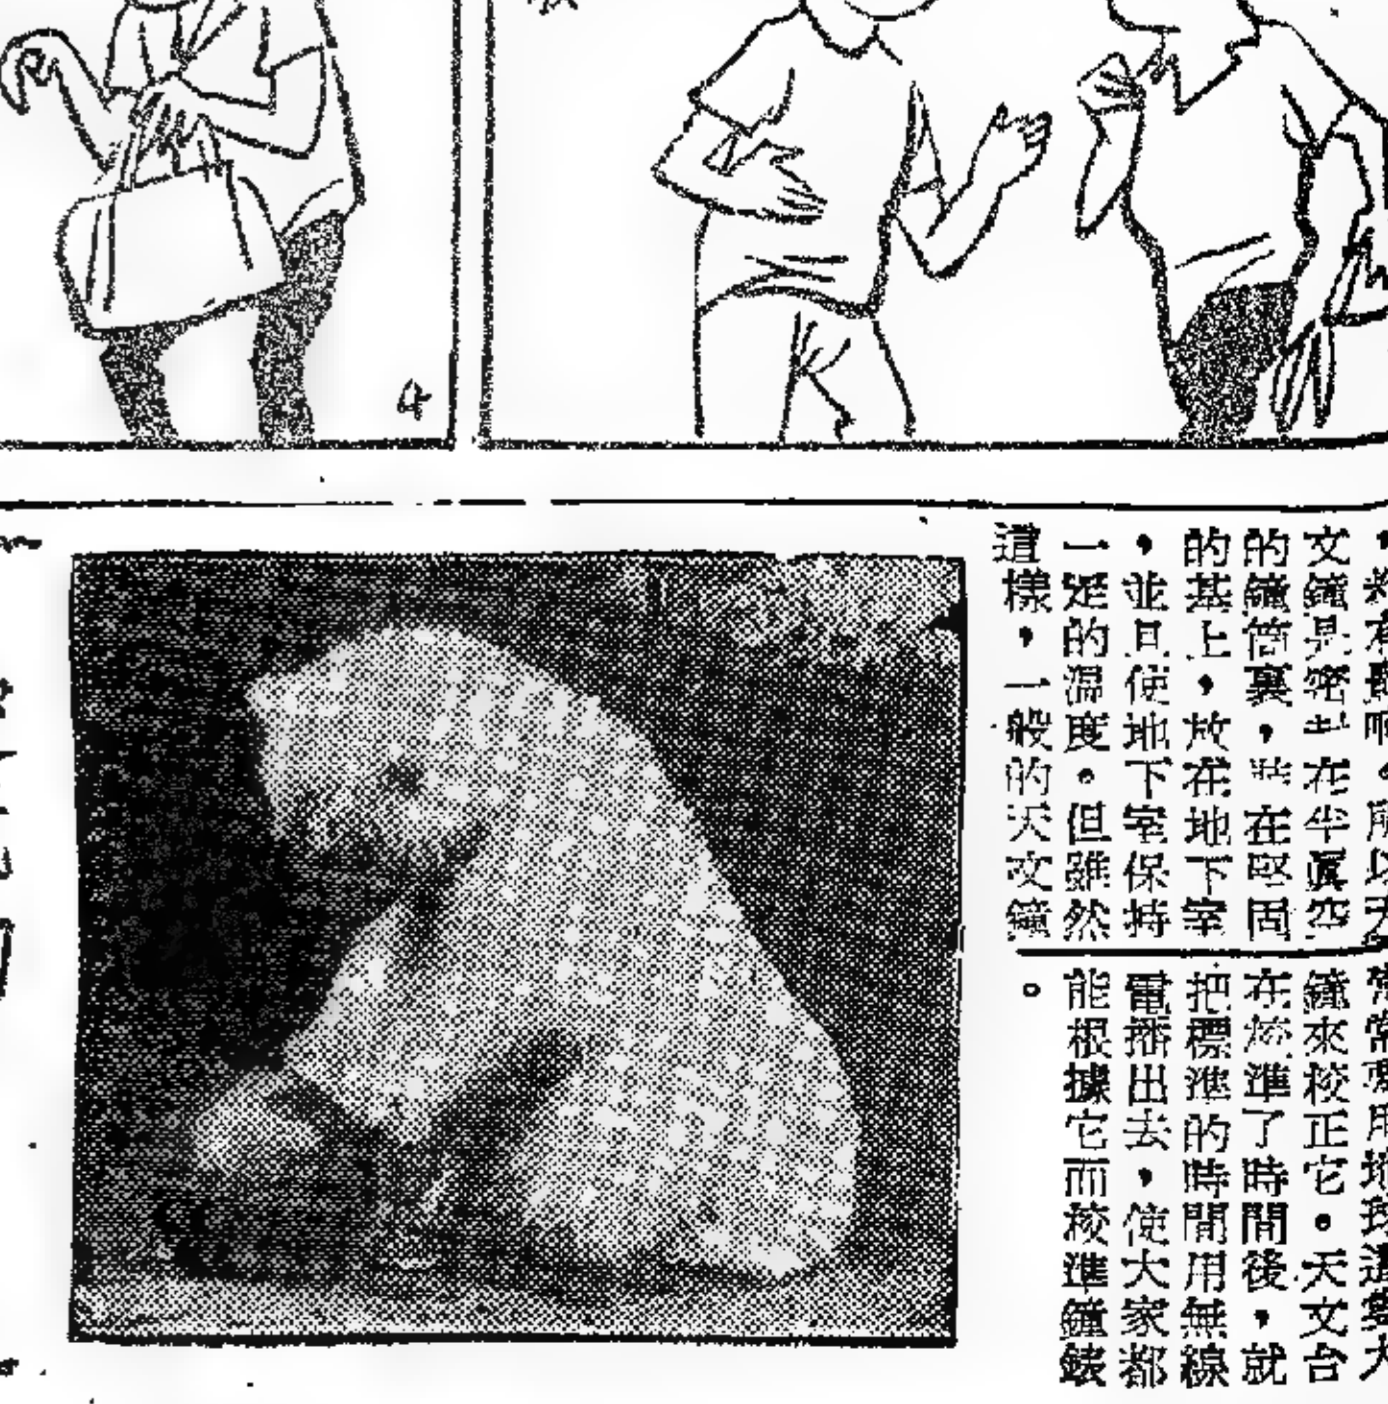 4
文鐘是密封在半眞空
的鐘筒裏，裝在堅固
的基上，放在地下室
，並且使地下室保持
一定的温度。但雖然
這樣，一般的天文鐘
常常要用地球這架大
鐘來校正它。天文台
在校準了時間後，就
把標準的時間用無線
電播出去，使大家都
能根據它而校準鐘錶
。